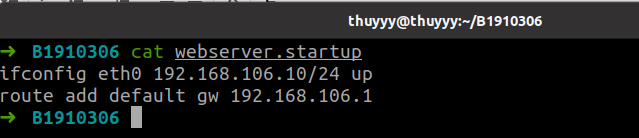 thuyyy@thuyyy:~/B1910306
➜ B1910306 cat webserver.startup
ifconfig eth0 192.168.106.10/24 up
route add default gw 192.168.106.1
➜ B1910306